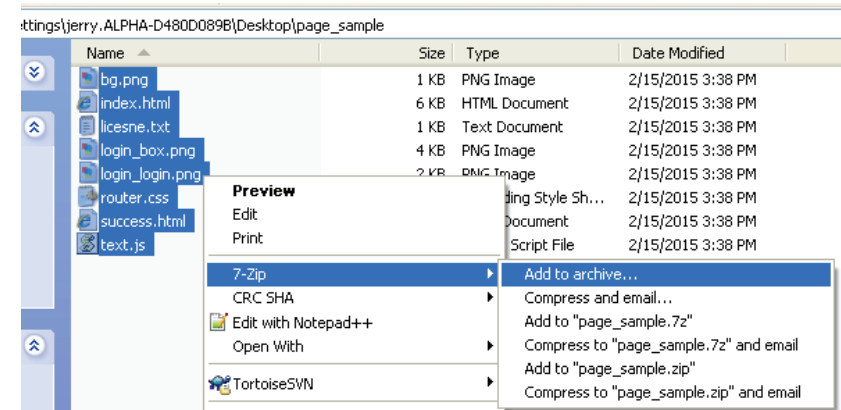 ettings\jerry.ALPHA-D480D089B\Desktop\page_sample
Name Size Type Date Modified
bg.png 1 KB PNG Image 2/15/2015 3:38 PM
index.html 6 KB HTML Document 2/15/2015 3:38 PM
licesne.txt 1 KB Text Document 2/15/2015 3:38 PM
login_box.png 4 KB PNG Image 2/15/2015 3:38 PM
login_login.png 2 KB PNG Image 2/15/2015 3:38 PM
router.css ding Style Sh... 2/15/2015 3:38 PM
success.html Document 2/15/2015 3:38 PM
text.js Script File 2/15/2015 3:38 PM
Preview
Edit
Print
7-Zip
CRC SHA
Edit with Notepad++
Open With
TortoiseSVN
Add to archive...
Compress and email...
Add to "page_sample.7z"
Compress to "page_sample.7z" and email
Add to "page_sample.zip"
Compress to "page_sample.zip" and email